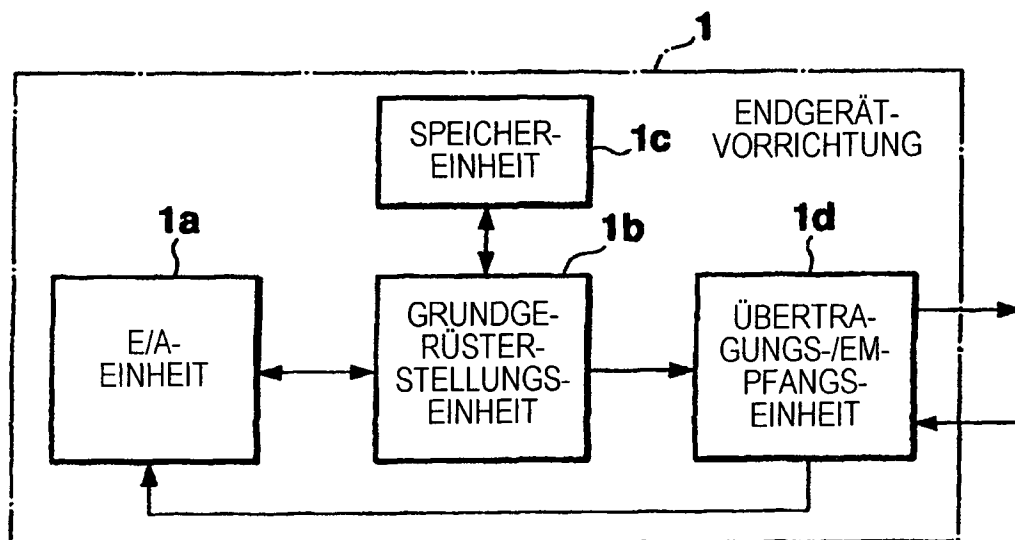 1
SPEICHER-
EINHEIT
1c
ENDGERÄT-
VORRICHTUNG
1a
1b
1d
E/A-
EINHEIT
GRUNDGE-
RÜSTER-
STELLUNGS-
EINHEIT
ÜBERTRA-
GUNGS-/EM-
PFANGS-
EINHEIT